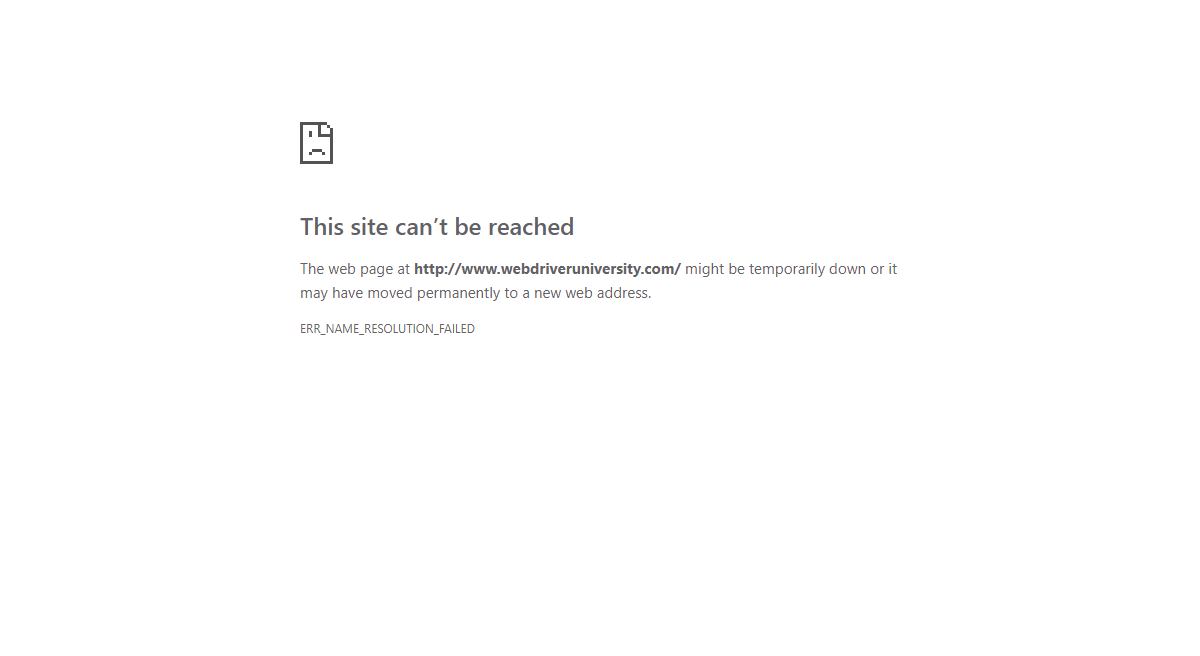 This site can’t be reached
The web page at http://www.webdriveruniversity.com/ might be temporarily down or it
may have moved permanently to a new web address.
ERR_NAME_RESOLUTION_FAILED